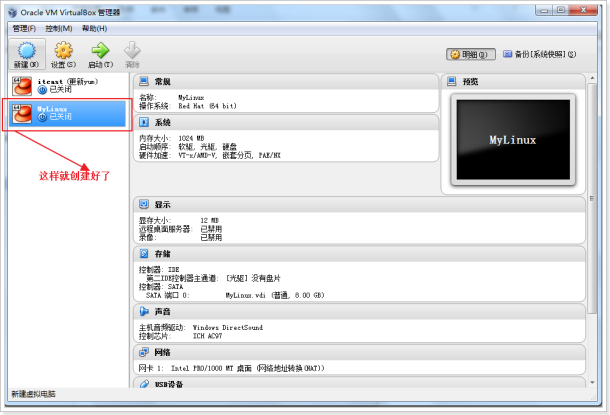 Oracle VM VirtualBox 管理器
管理(F) 控制(M) 帮助(H)
新建(N) 设置(S) 启动(T) 清除
明细(D) 备份[系统快照](S)
64 itcast (更新yum)
已关闭
64 MyLinux
已关闭
这样就创建好了
常规
名称: MyLinux
操作系统: Red Hat (64 bit)
系统
内存大小: 1024 MB
启动顺序: 软驱, 光驱, 硬盘
硬件加速: VT-x/AMD-V, 嵌套分页, PAE/NX
预览
MyLinux
显示
显存大小: 12 MB
远程桌面服务器: 已禁用
录像: 已禁用
存储
控制器: IDE
第二IDE控制器主通道: [光驱] 没有盘片
控制器: SATA
SATA 端口 0: MyLinux.vdi (普通, 8.00 GB)
声音
主机音频驱动: Windows DirectSound
控制芯片: ICH AC97
网络
网卡 1: Intel PRO/1000 MT 桌面 (网络地址转换(NAT))
USB设备
新建虚拟电脑